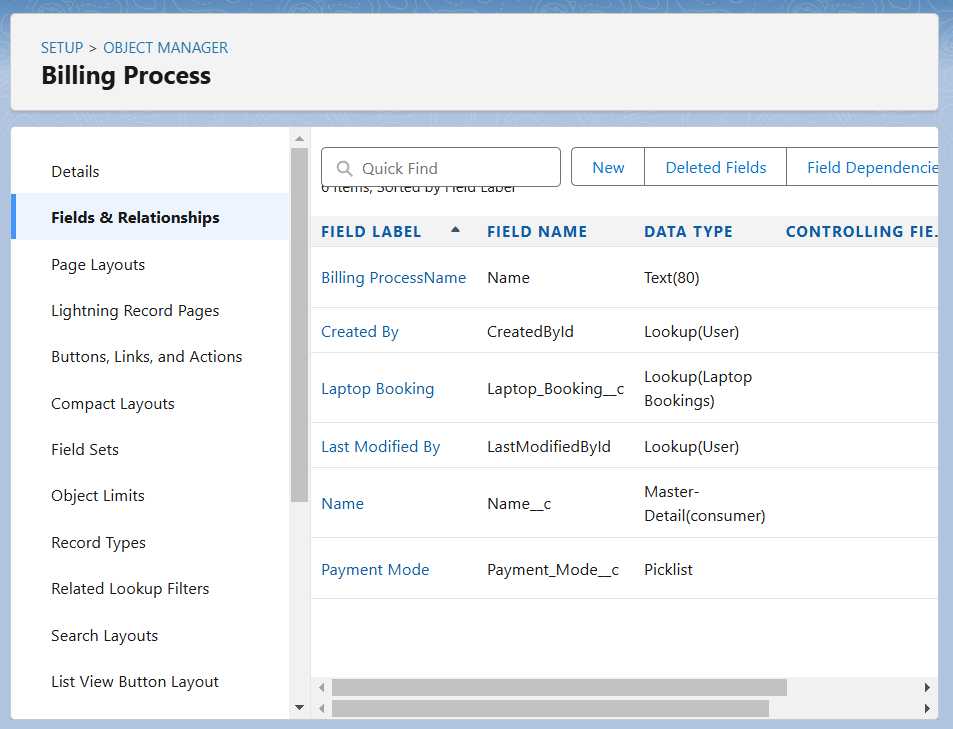 SETUP > OBJECT MANAGER
Billing Process
Details
Fields & Relationships
Page Layouts
Lightning Record Pages
Buttons, Links, and Actions
Compact Layouts
Field Sets
Object Limits
Record Types
Related Lookup Filters
Search Layouts
List View Button Layout
Quick Find
New
Deleted Fields
Field Dependencie
6 Items, Sorted by Field Label
FIELD LABEL FIELD NAME DATA TYPE CONTROLLING FIE...
Billing ProcessName Name Text(80)
Created By CreatedById Lookup(User)
Laptop Booking Laptop_Booking__c Lookup(Laptop
Bookings)
Last Modified By LastModifiedById Lookup(User)
Name Name__c Master-
Detail(consumer)
Payment Mode Payment_Mode__c Picklist